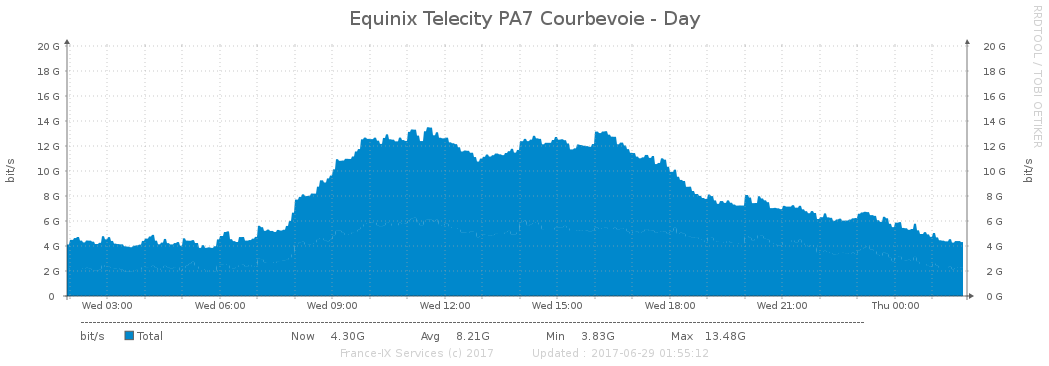 Equinix Telecity PA7 Courbevoie - Day
RRDTOOL / TOBI OETIKER
20 G 20 G
18 G 18 G
16 G 16 G
14 G 14 G
12 G 12 G
10 G 10 G
8 G 8 G
6 G 6 G
4 G 4 G
2 G 2 G
0 0 G
bit/s bit/s
Wed 03:00 Wed 06:00 Wed 09:00 Wed 12:00 Wed 15:00 Wed 18:00 Wed 21:00 Thu 00:00
bit/s Total Now 4.30G Avg 8.21G Min 3.83G Max 13.48G
France-IX Services (c) 2017 Updated : 2017-06-29 01:55:12